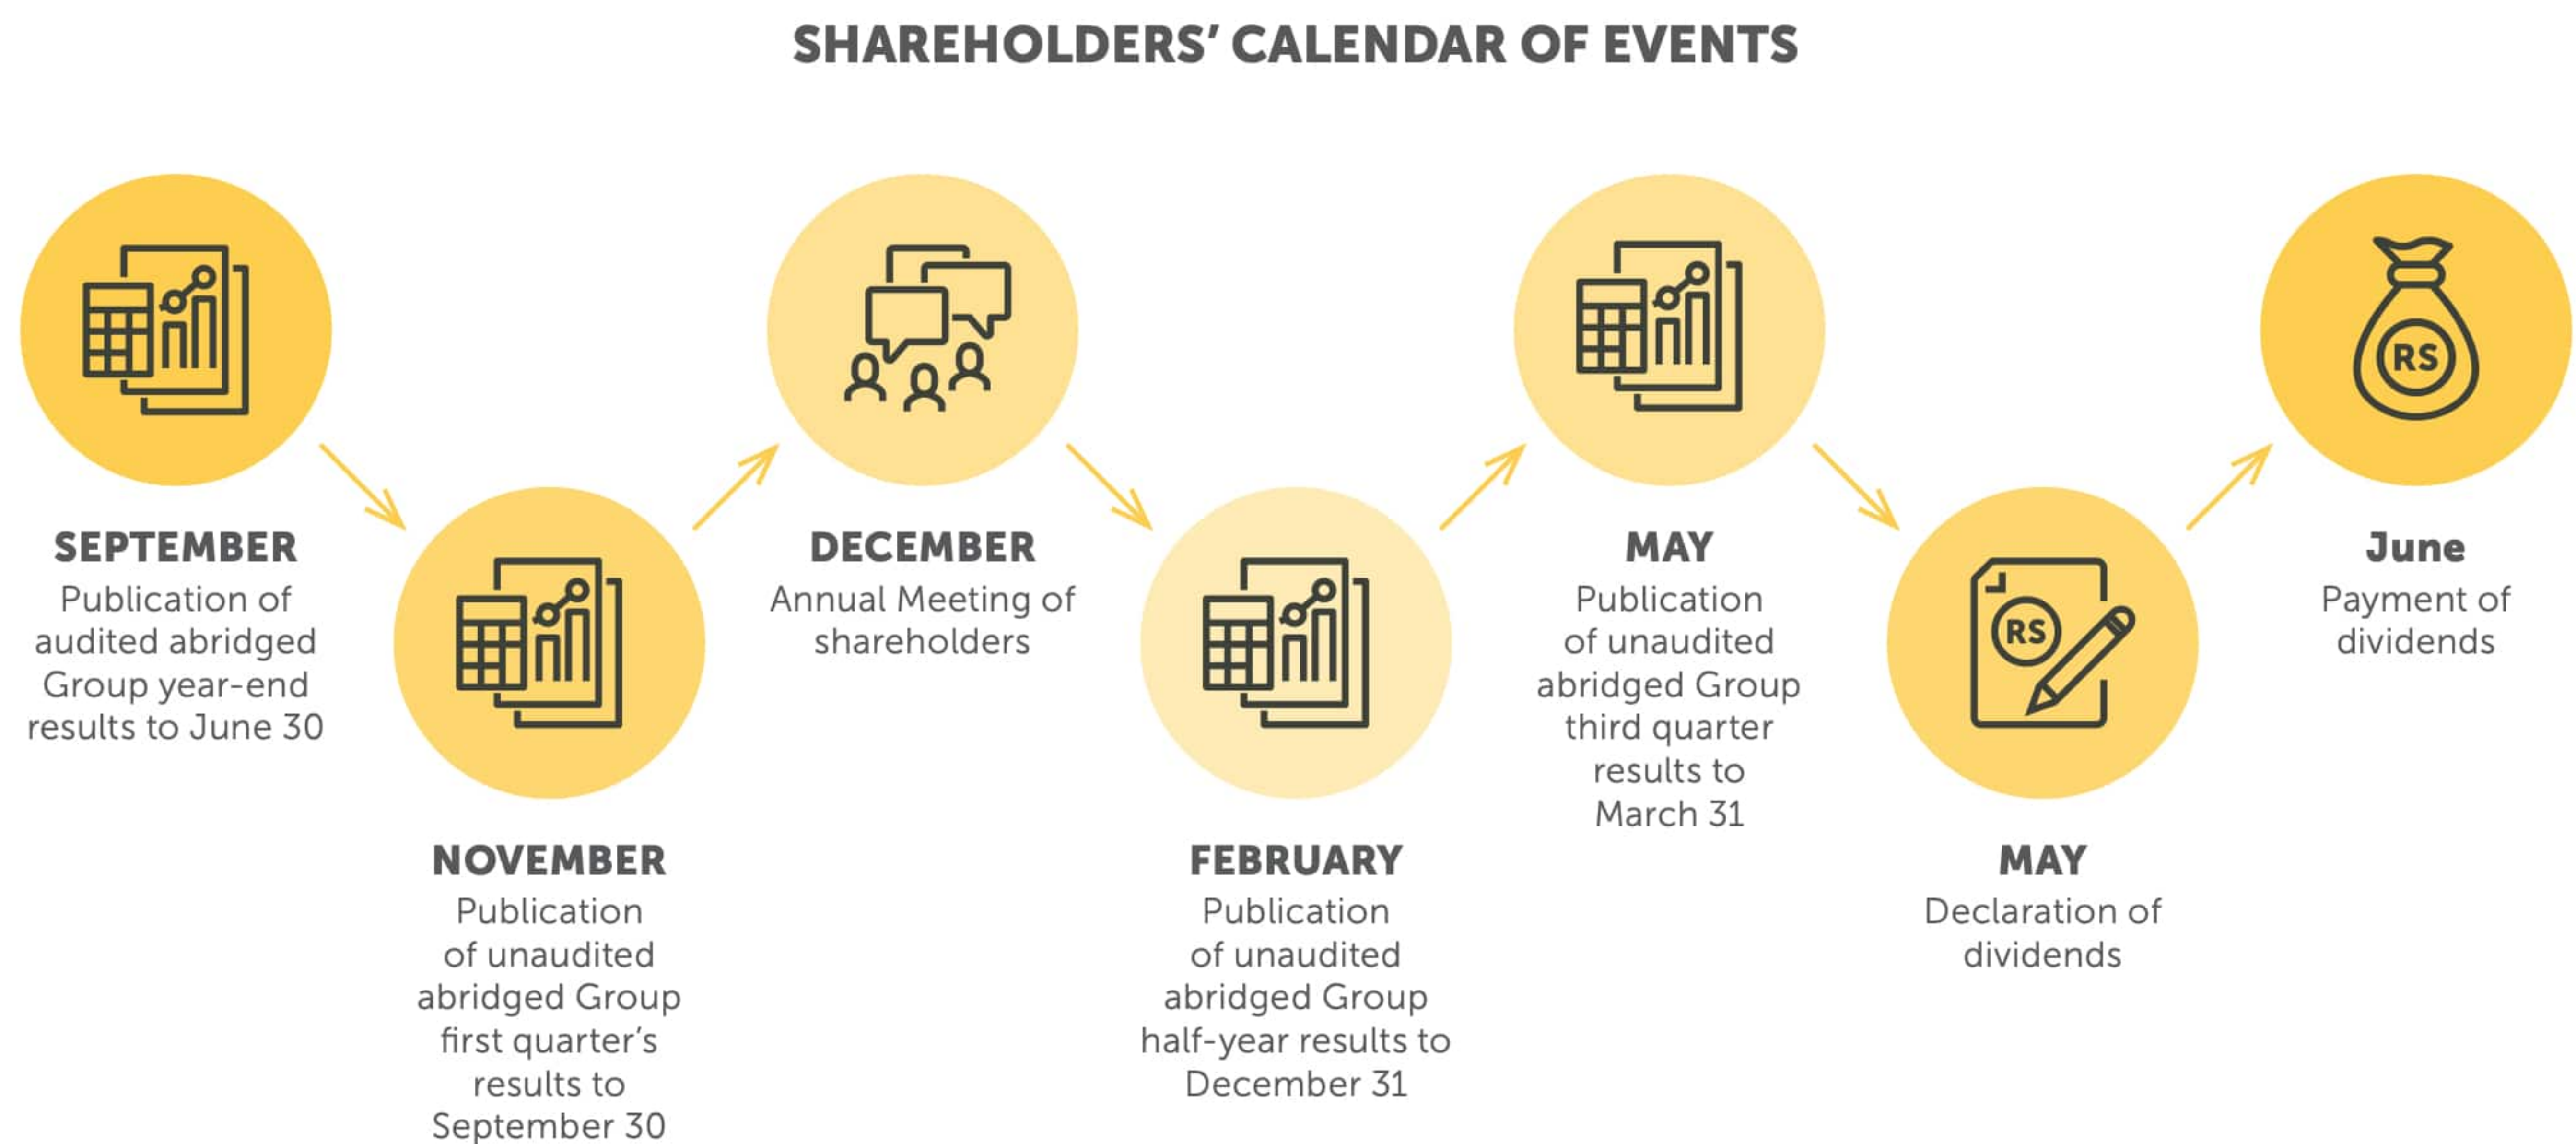 SHAREHOLDERS’ CALENDAR OF EVENTS
SEPTEMBER
Publication of
audited abridged
Group year-end
results to June 30
NOVEMBER
Publication
of unaudited
abridged Group
first quarter’s
results to
September 30
DECEMBER
Annual Meeting of
shareholders
FEBRUARY
Publication
of unaudited
abridged Group
half-year results to
December 31
MAY
Publication
of unaudited
abridged Group
third quarter
results to
March 31
RS
MAY
Declaration of
dividends
RS
June
Payment of
dividends